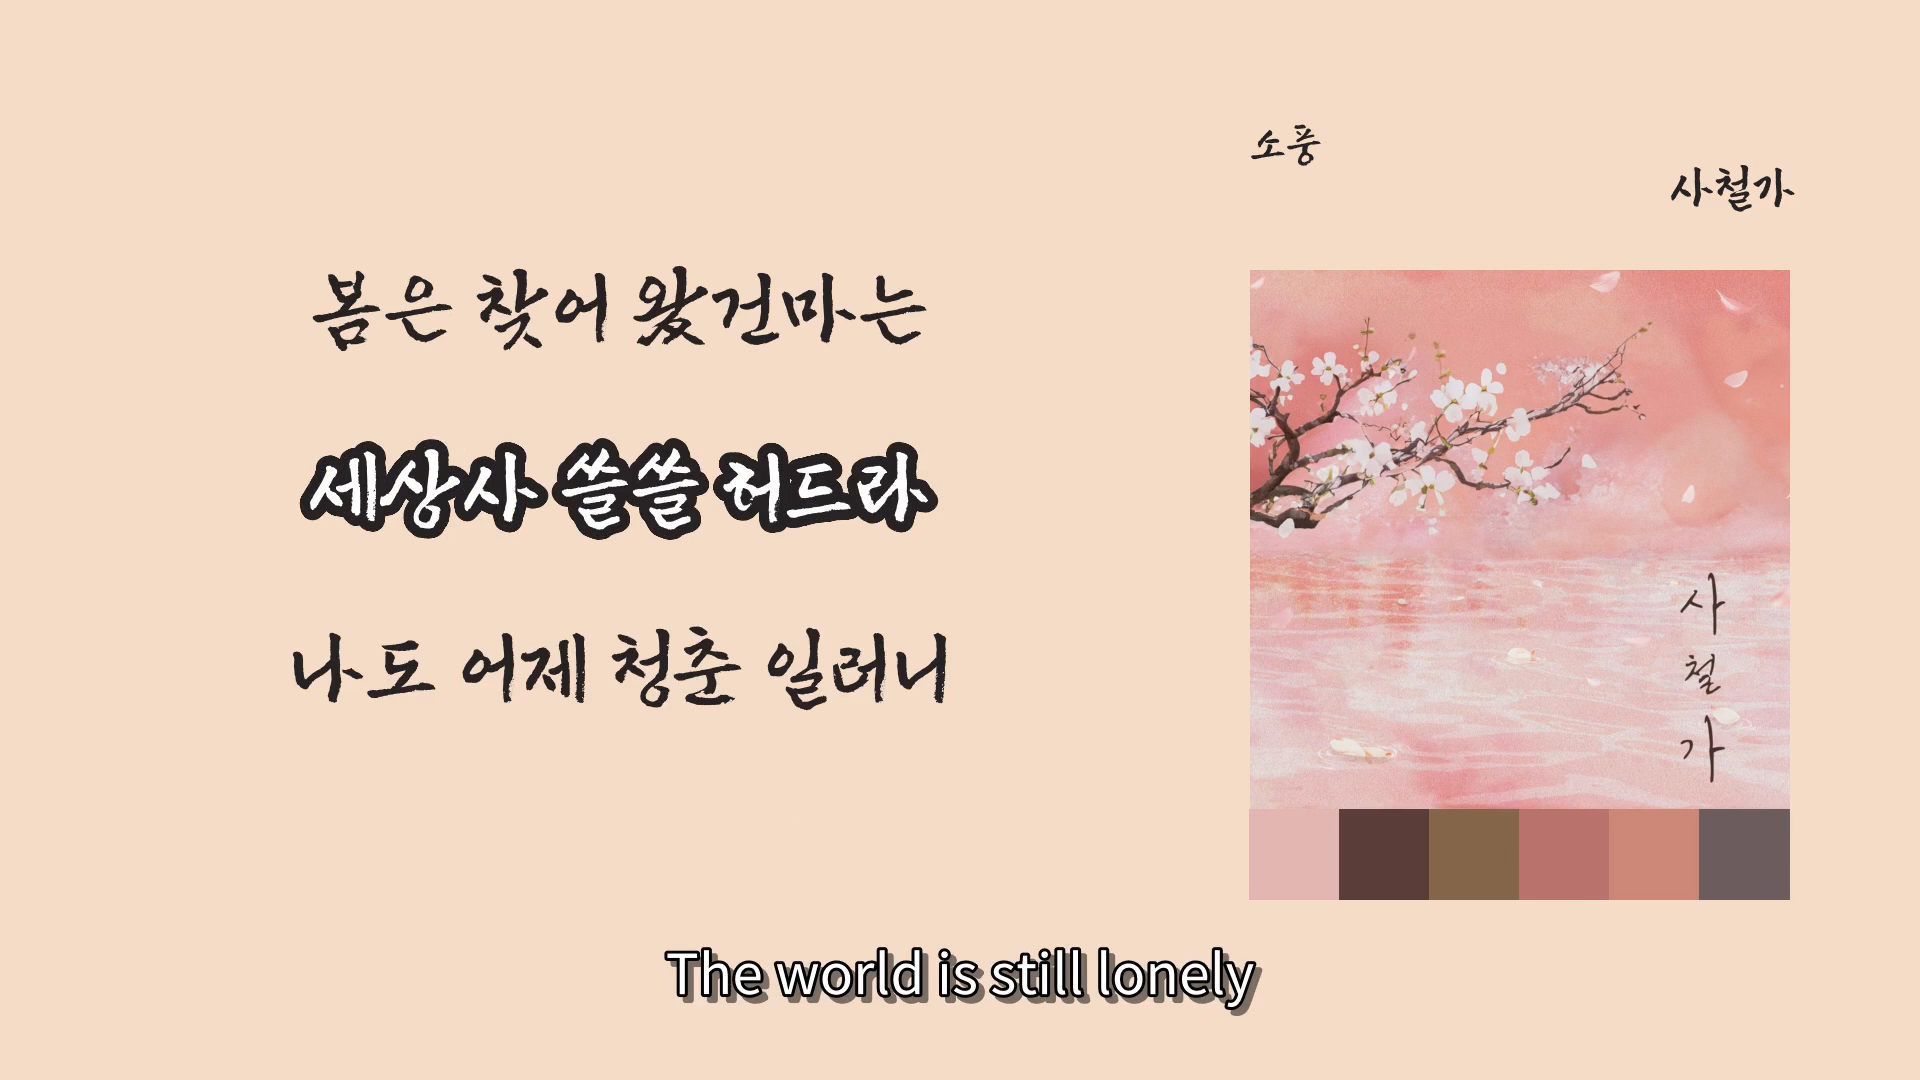 소풍
사철가
봄은 찾어 왔건마는
세상사 쓸쓸 허드라
나도 어제 청춘 일러니
사
철
가
The world is still lonely